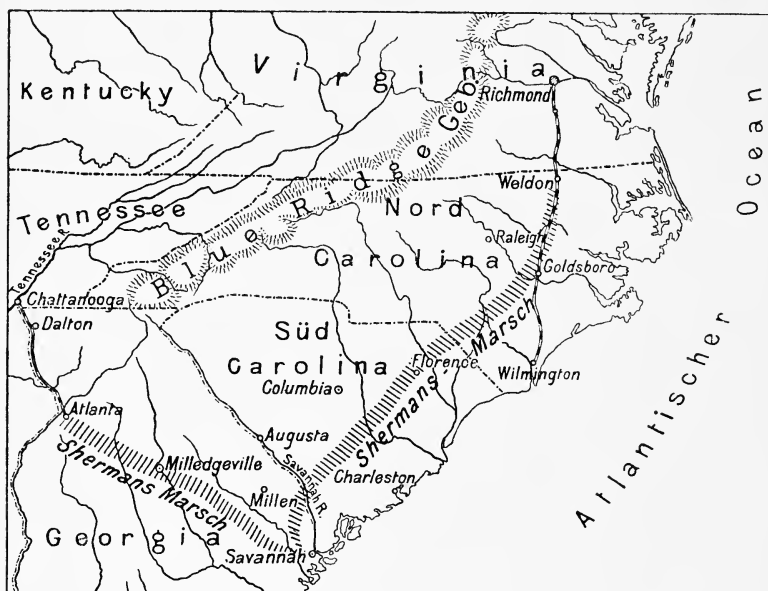 Virginia
Kentucky
Richmond
Blue Ridge Geb.
Ocean
Atlantischer
Weldon
Tennessee
Nord
Carolina
Raleigh
Tennessee R.
Goldsboro
Chattanooga
Dalton
Süd
Carolina
Columbia
Florence
Wilmington
Shermans-Marsch
Atlanta
Augusta
Shermans Marsch
Milledgeville
Savannah R.
Charleston
Millen
Georgia
Savannah